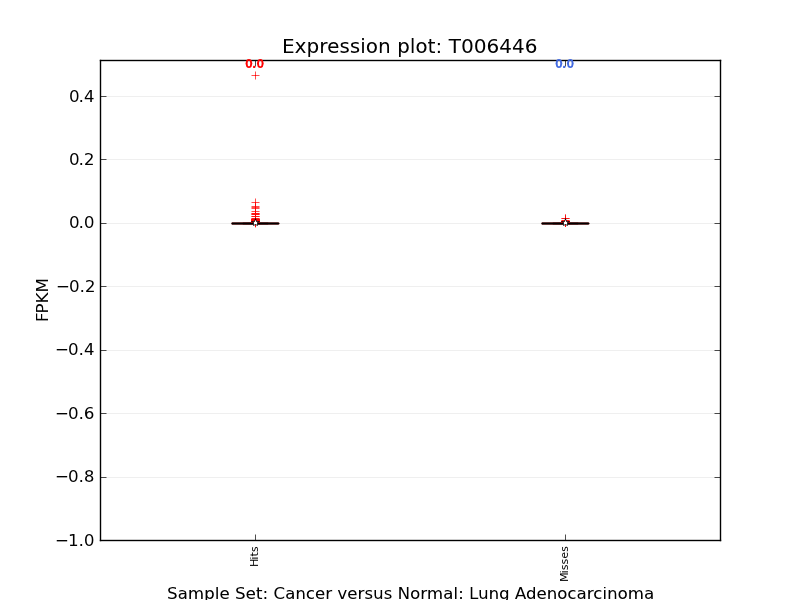 Expression plot: T006446
0.0
0.0
0.4
0.2
0.0
−0.2
−0.4
−0.6
−0.8
−1.0
FPKM
Hits
Misses
Sample Set: Cancer versus Normal: Lung Adenocarcinoma